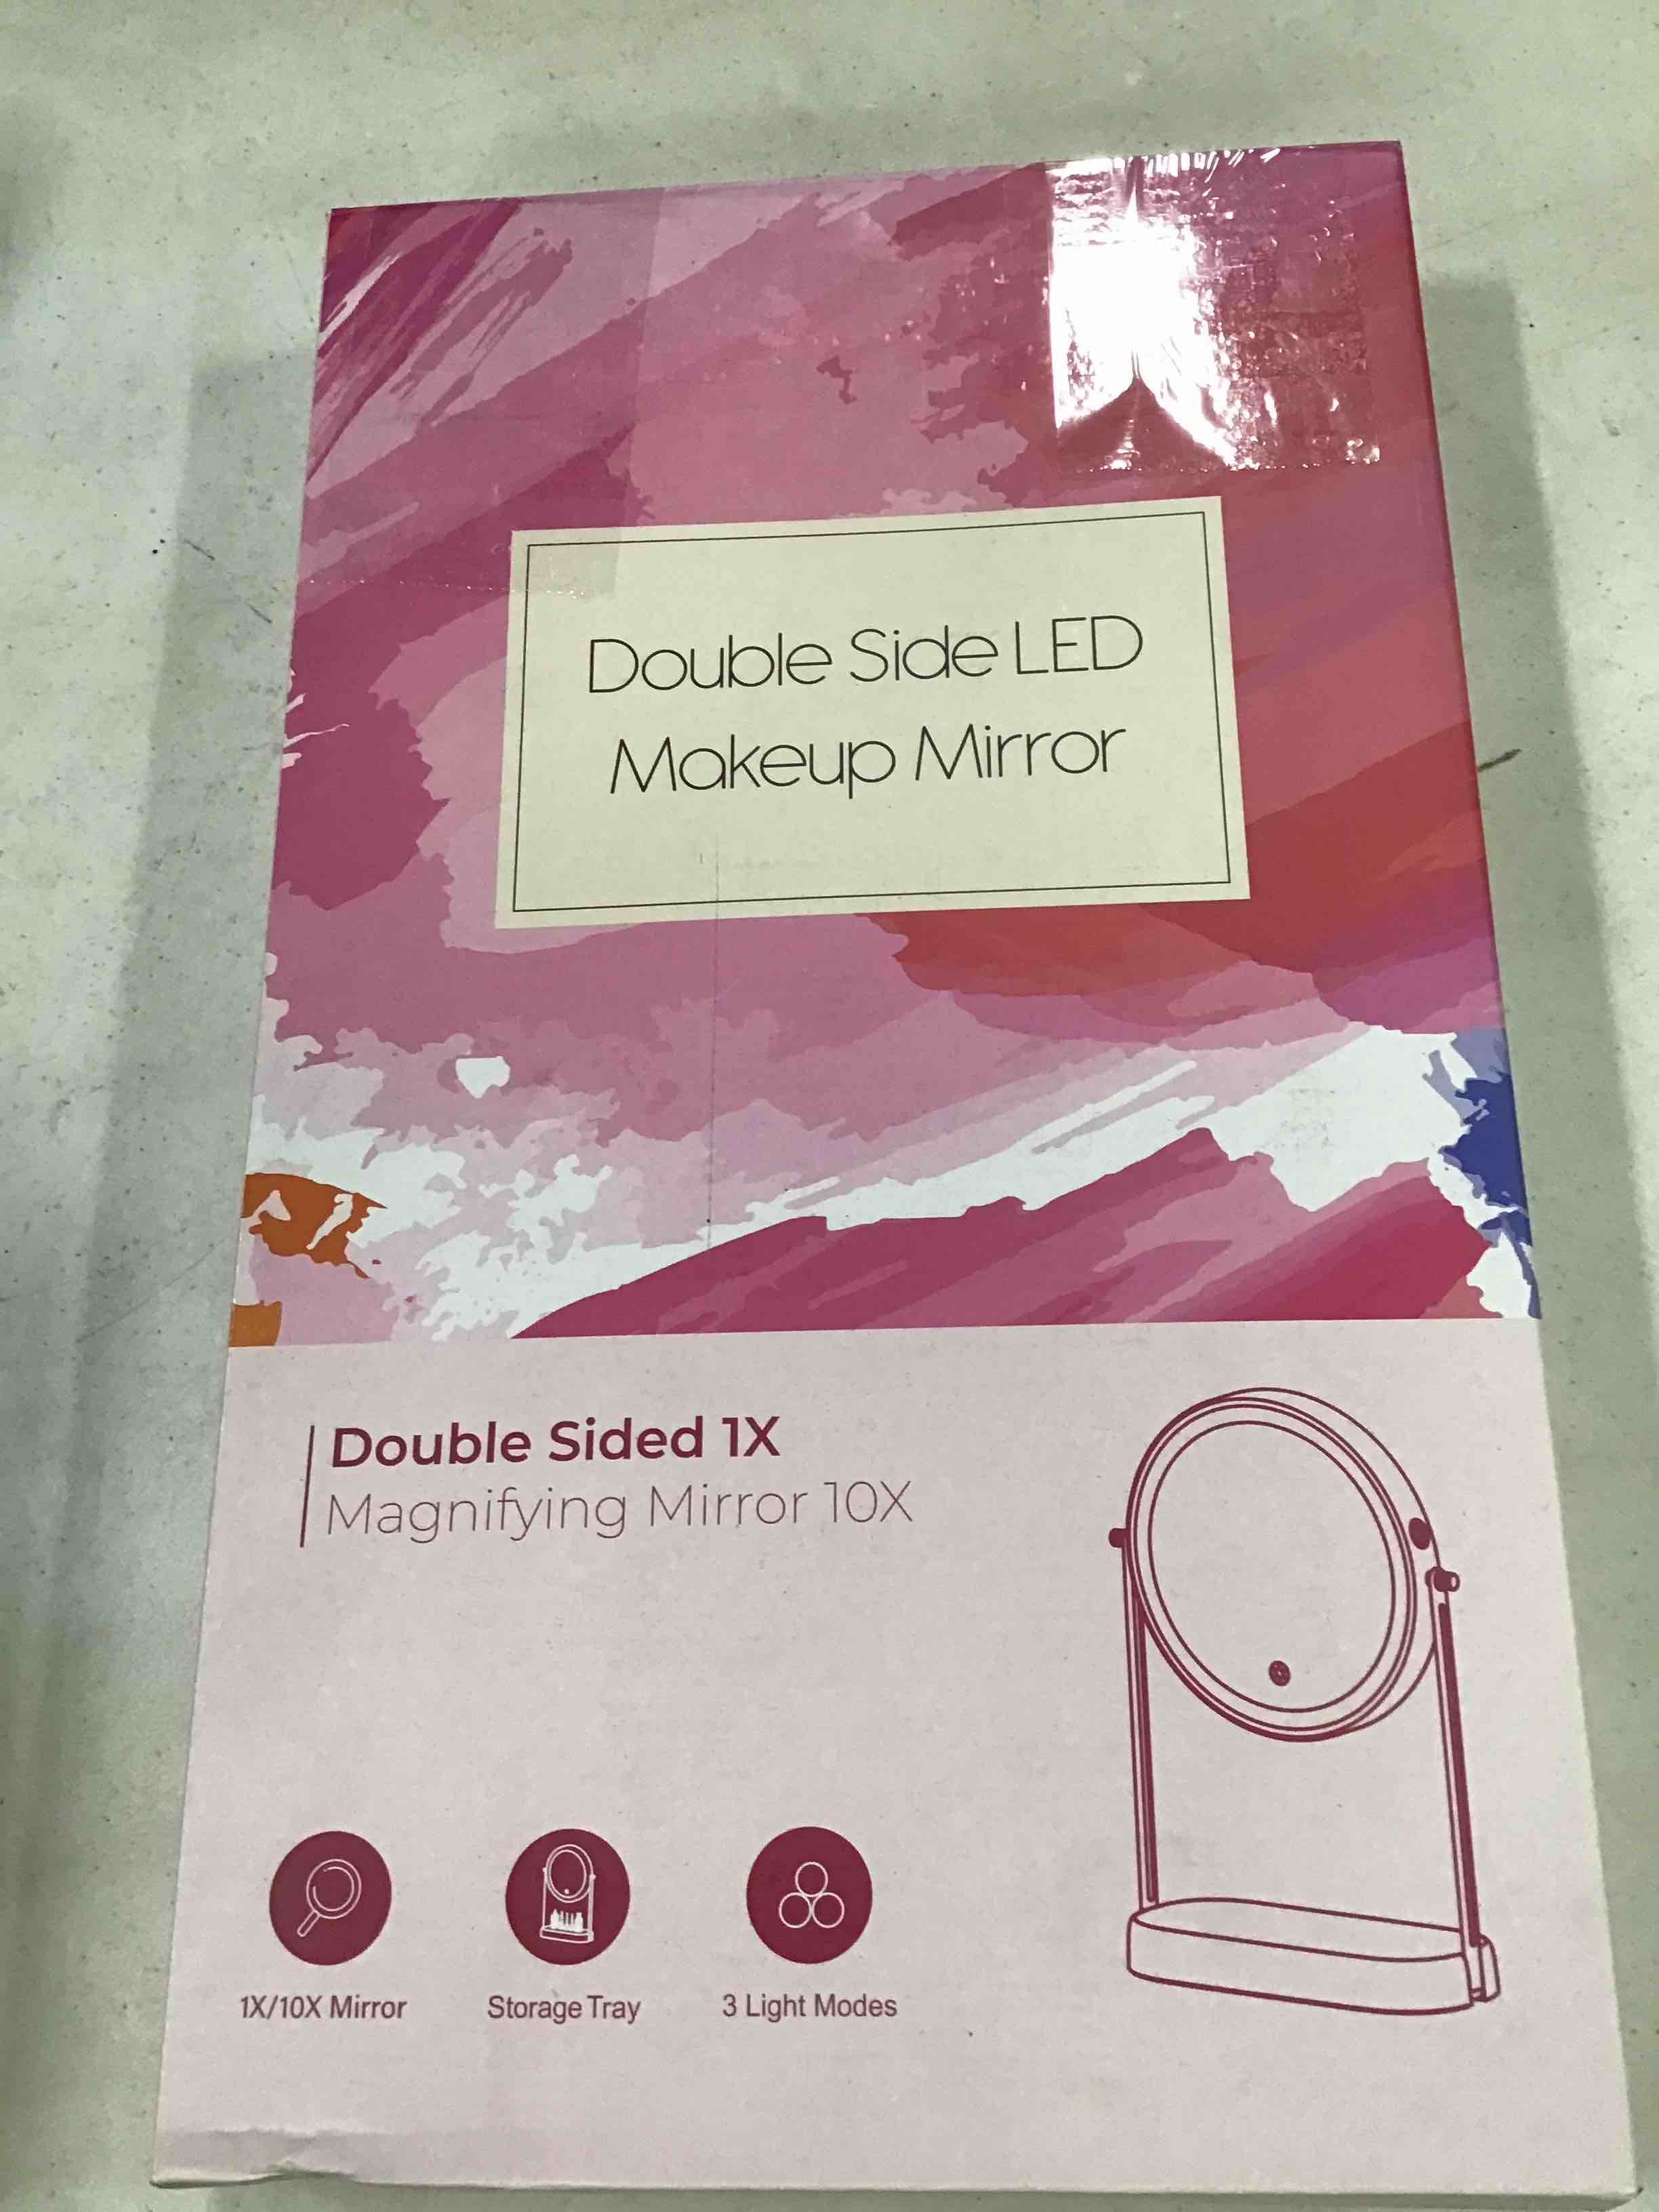 Double Side LED
Makeup Mirror
Double Sided 1X
Magnifying Mirror 10X
1X/10X Mirror
Storage Tray
3 Light Modes